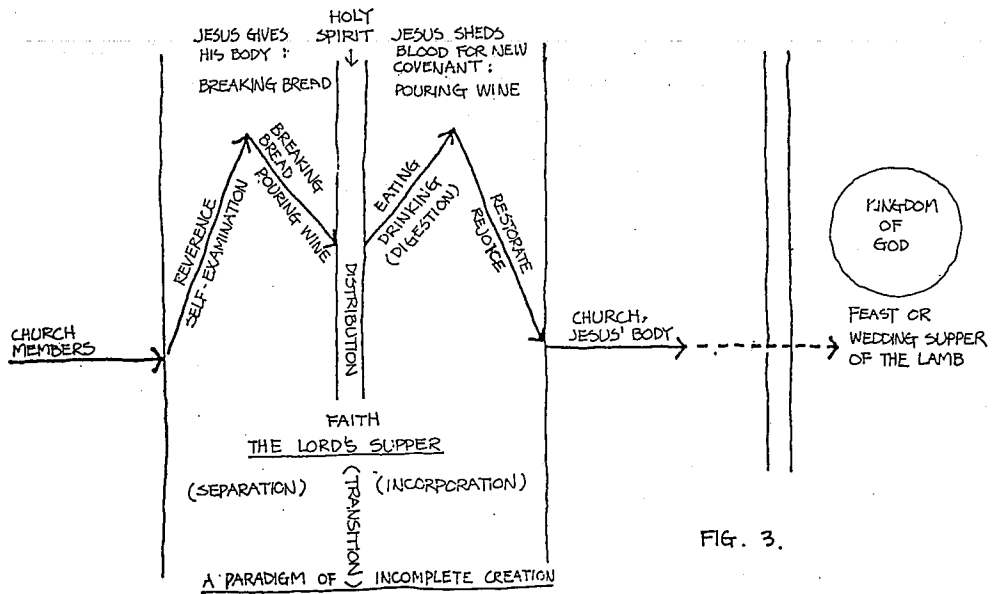 JESUS GIVES
HIS BODY :
BREAKING BREAD
HOLY
SPIRIT
JESUS SHEDS
BLOOD FOR NEW
COVENANT :
POURING WINE
REVERENCE
SELF-EXAMINATION
BREAKING
BREAD
POURING WINE
DISTRIBUTION
EATING
DRINKING
(DIGESTION)
RESTORATE
REJOICE
CHURCH
MEMBERS
CHURCH,
JESUS' BODY
KINGDOM
OF
GOD
FEAST OR
WEDDING SUPPER
OF THE LAMB
FAITH
THE LORD'S SUPPER
(SEPARATION)
(TRANSITION)
(INCORPORATION)
A PARADIGM OF INCOMPLETE CREATION
FIG. 3.